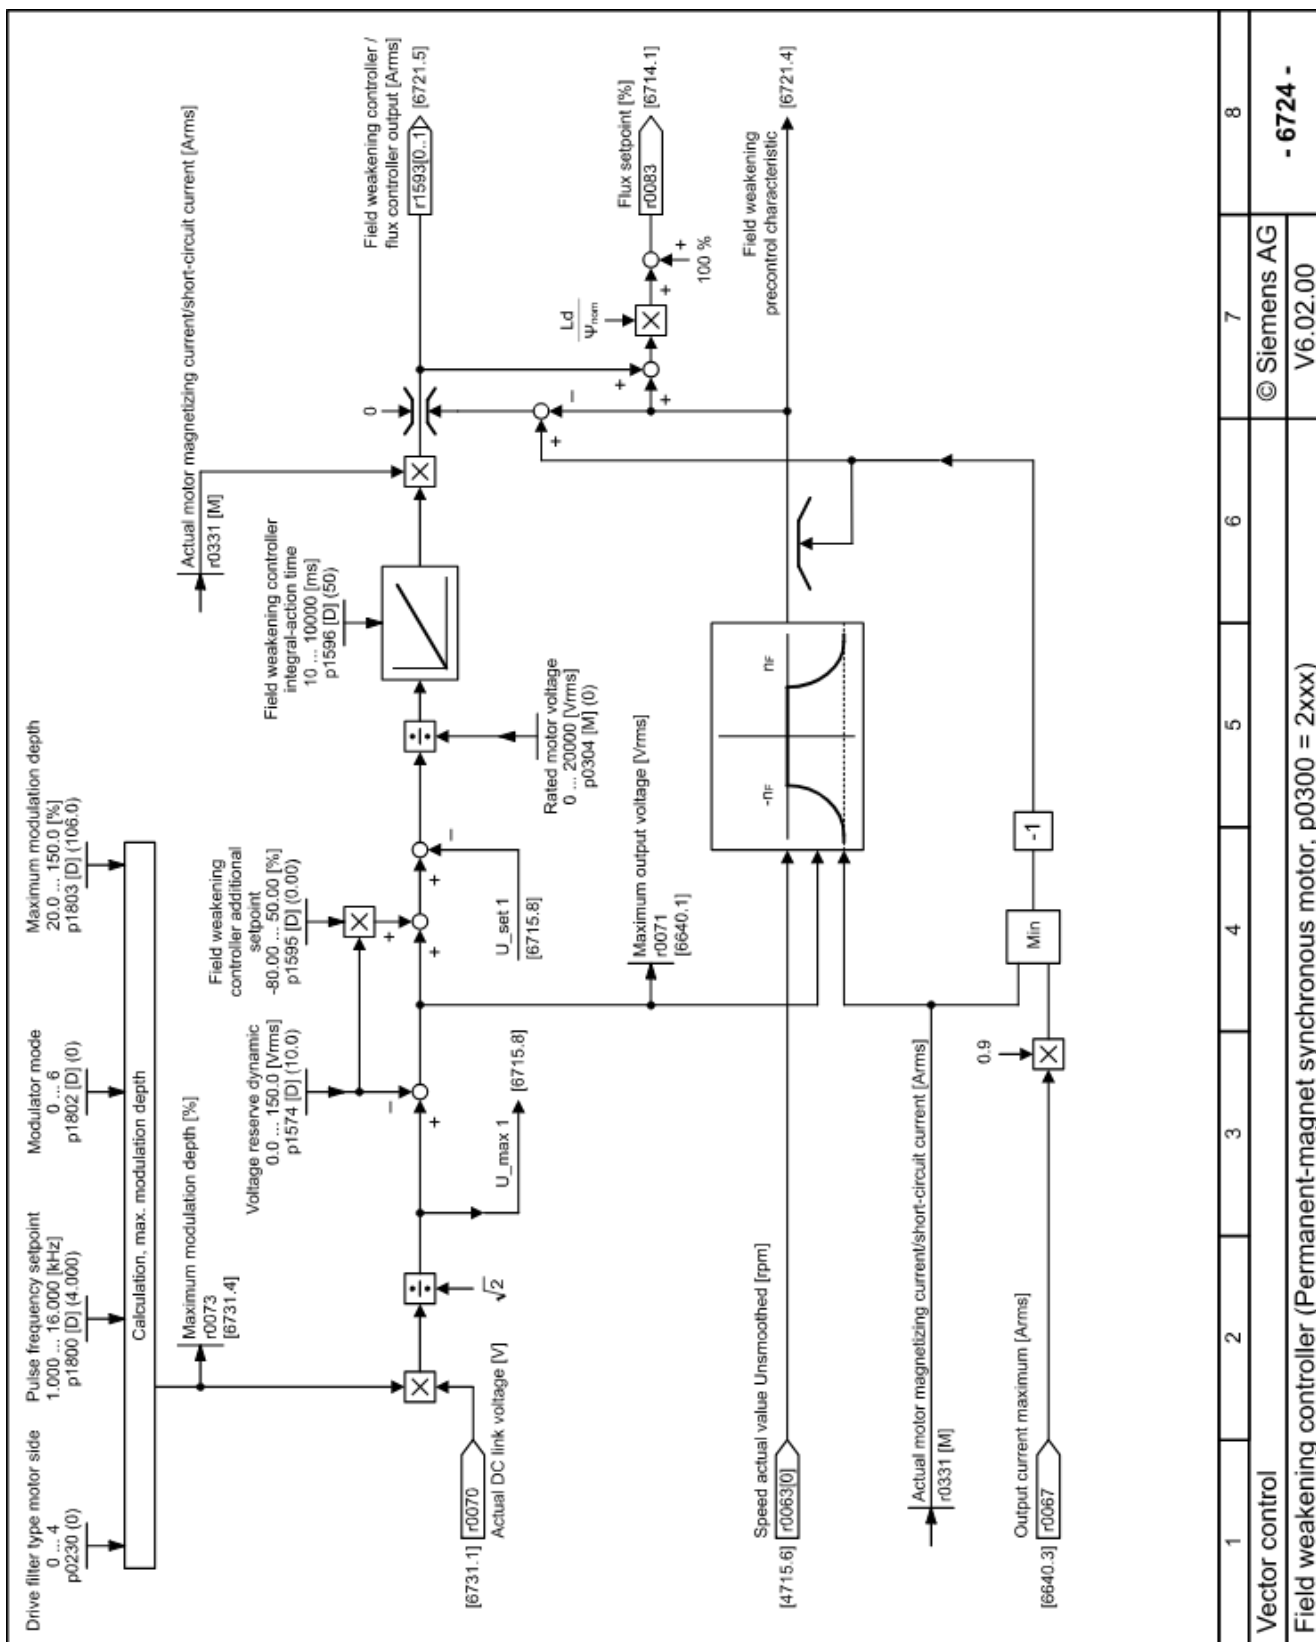 Drive filter type motor side
0 ... 4
p0230 (0)
Pulse frequency setpoint
1.000 ... 16.000 [kHz]
p1800 [D] (4.000)
Modulator mode
0 ... 6
p1802 [D] (0)
Maximum modulation depth
20.0 ... 150.0 [%]
p1803 [D] (106.0)
Calculation, max. modulation depth
Maximum modulation depth [%]
r0073
[6731.4]
Voltage reserve dynamic
0.0 ... 150.0 [Vrms]
p1574 [D] (10.0)
Field weakening
controller additional
setpoint
-80.00 ... 50.00 [%]
p1595 [D] (0.00)
Field weakening controller
integral-action time
10 ... 10000 [ms]
p1596 [D] (50)
Actual motor magnetizing current/short-circuit current [Arms]
r0331 [M]
Field weakening controller /
flux controller output [Arms]
r1593[0..1]
[6721.5]
0
[6731.1]
r0070
Actual DC link voltage [V]
√2
U_max 1
[6715.8]
U_set 1
[6715.8]
Rated motor voltage
0 ... 20000 [Vrms]
p0304 [M] (0)
Maximum output voltage [Vrms]
r0071
[6640.1]
Ld
Ψnom
100 %
Flux setpoint [%]
r0083
[6714.1]
Speed actual value Unsmoothed [rpm]
[4715.6]
r0063[0]
-nF
nF
Field weakening
precontrol characteristic
[6721.4]
Actual motor magnetizing current/short-circuit current [Arms]
r0331 [M]
Output current maximum [Arms]
[6640.3]
r0067
0.9
Min
-1
1 2 3 4 5 6 7 8
Vector control
© Siemens AG
- 6724 -
Field weakening controller (Permanent-magnet synchronous motor, p0300 = 2xxx)
V6.02.00